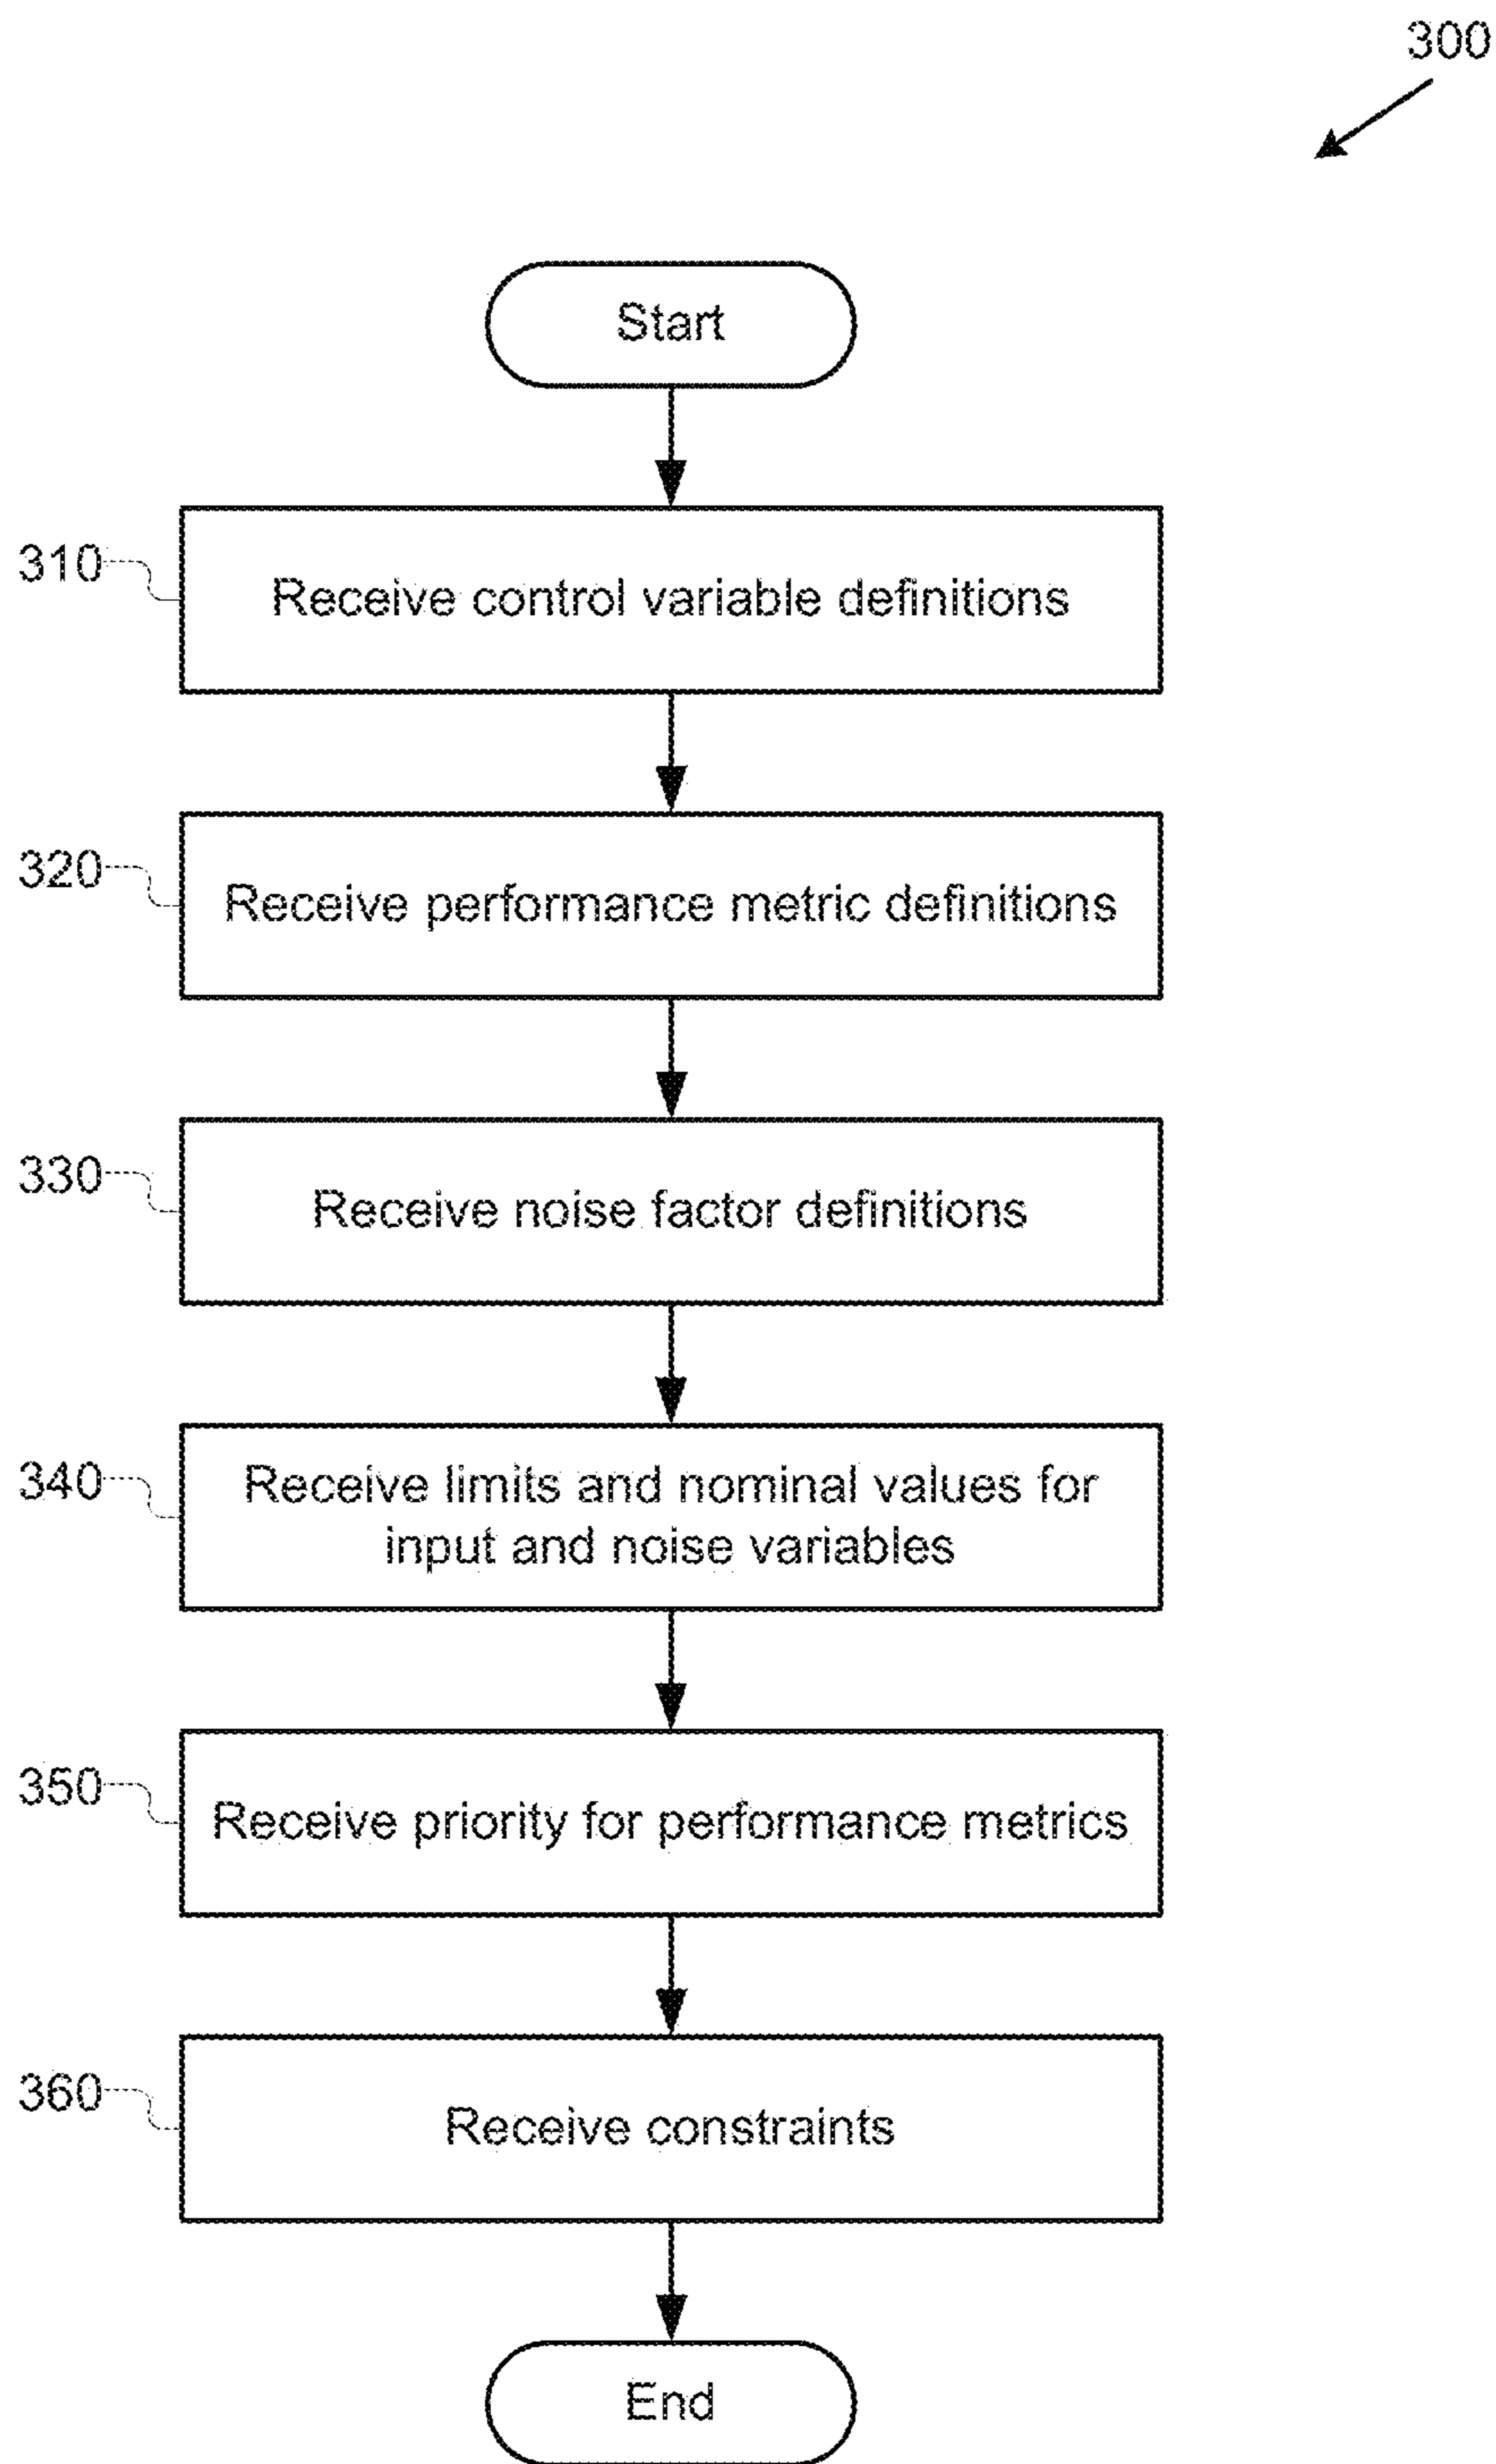 300
Start
310
Receive control variable definitions
320
Receive performance metric definitions
330
Receive noise factor definitions
340
Receive limits and nominal values for
input and noise variables
350
Receive priority for performance metrics
360
Receive constraints
End